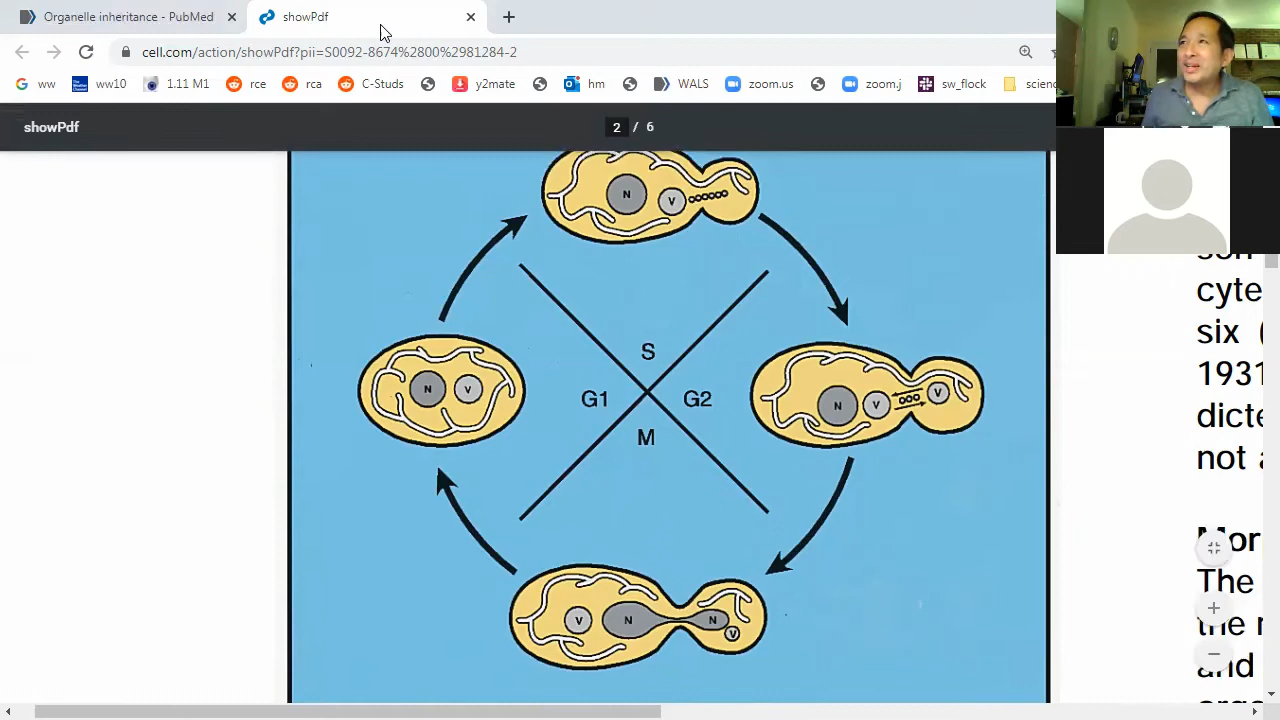 Organelle inheritance - PubMed
showPdf
cell.com/action/showPdf?pii=S0092-8674%2800%2981284-2
ww ww10 1.11 M1 rce rca C-Studs y2mate hm WALS zoom.us zoom.j sw_flock scienc
showPdf
2 / 6
N V
S
G1 G2
M
N V
N V V
V N N V
cyte
six (
1931
dicte
not a
Mor
The
the r
and